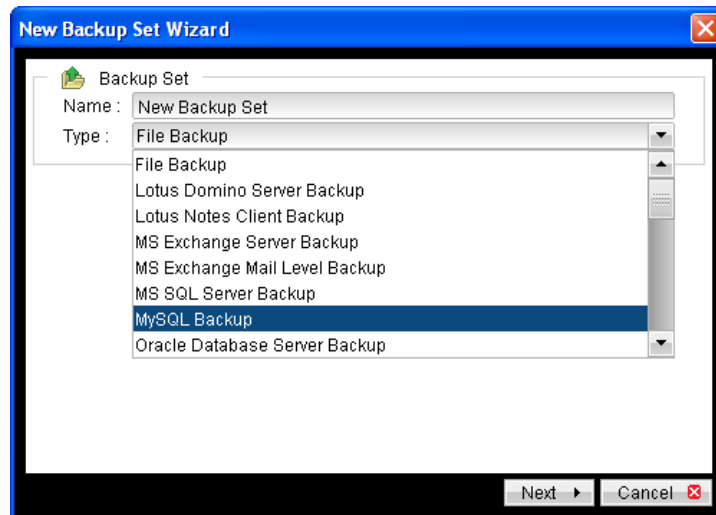 New Backup Set Wizard
Backup Set
Name : New Backup Set
Type : File Backup
File Backup
Lotus Domino Server Backup
Lotus Notes Client Backup
MS Exchange Server Backup
MS Exchange Mail Level Backup
MS SQL Server Backup
MySQL Backup
Oracle Database Server Backup
Next Cancel